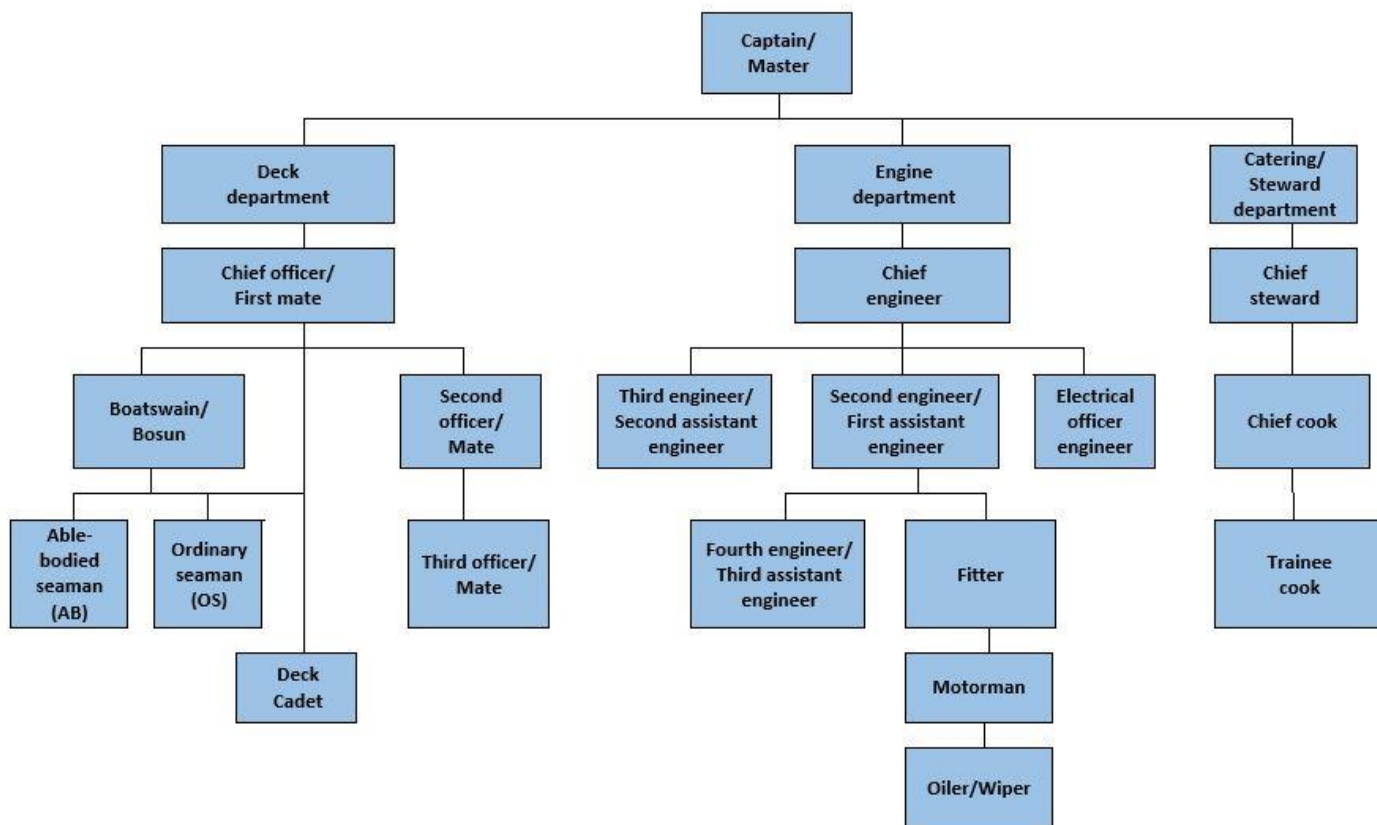 Captain/
Master
Deck
department
Engine
department
Catering/
Steward
department
Chief officer/
First mate
Chief
engineer
Chief
steward
Boatswain/
Bosun
Second
officer/
Mate
Third engineer/
Second assistant
engineer
Second engineer/
First assistant
engineer
Electrical
officer
engineer
Chief cook
Able-
bodied
seaman
(AB)
Ordinary
seaman
(OS)
Third officer/
Mate
Fourth engineer/
Third assistant
engineer
Fitter
Trainee
cook
Deck
Cadet
Motorman
Oiler/Wiper